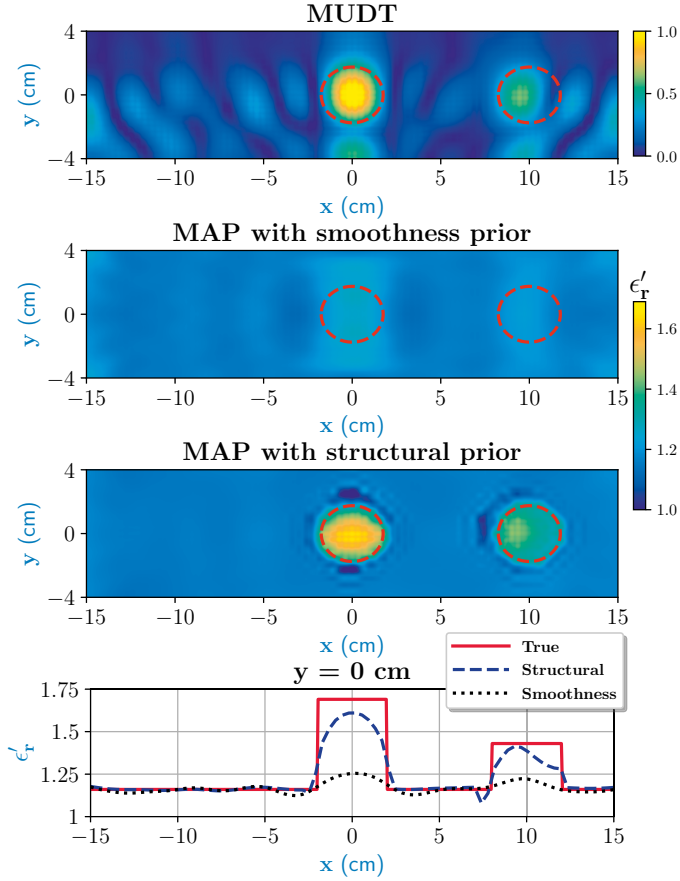 MUDT
4
0
−4
y (cm)
−15 −10 −5 0 5 10 15
x (cm)
1.0
0.5
0.0
MAP with smoothness prior
4
0
−4
y (cm)
−15 −10 −5 0 5 10 15
x (cm)
ϵ′r
1.6
1.4
1.2
1.0
MAP with structural prior
4
0
−4
y (cm)
−15 −10 −5 0 5 10 15
x (cm)
True
Structural
Smoothness
y = 0 cm
1.75
1.5
1.25
1
ϵ′r
−15 −10 −5 0 5 10 15
x (cm)